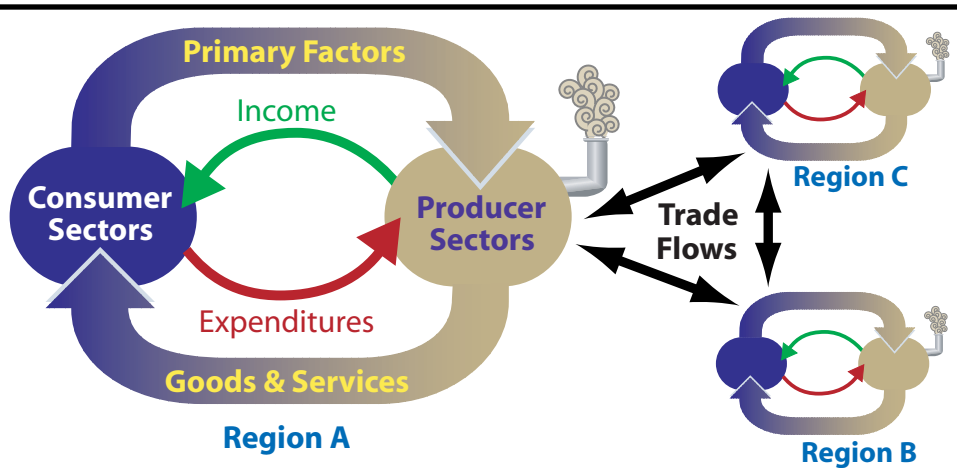 Primary Factors
Income
Consumer
Sectors
Producer
Sectors
Expenditures
Goods & Services
Region A
Trade
Flows
Region C
Region B